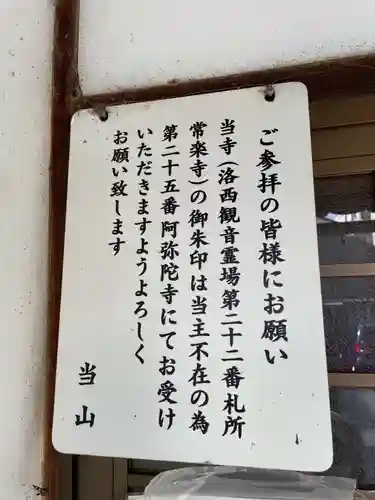 ご参拝の皆様にお願い
当寺（洛西観音霊場第二十二番札所
常楽寺）の御朱印は当主不在の為
第二十五番阿弥陀寺にてお受け
いただきますようよろしく
お願い致します
当山